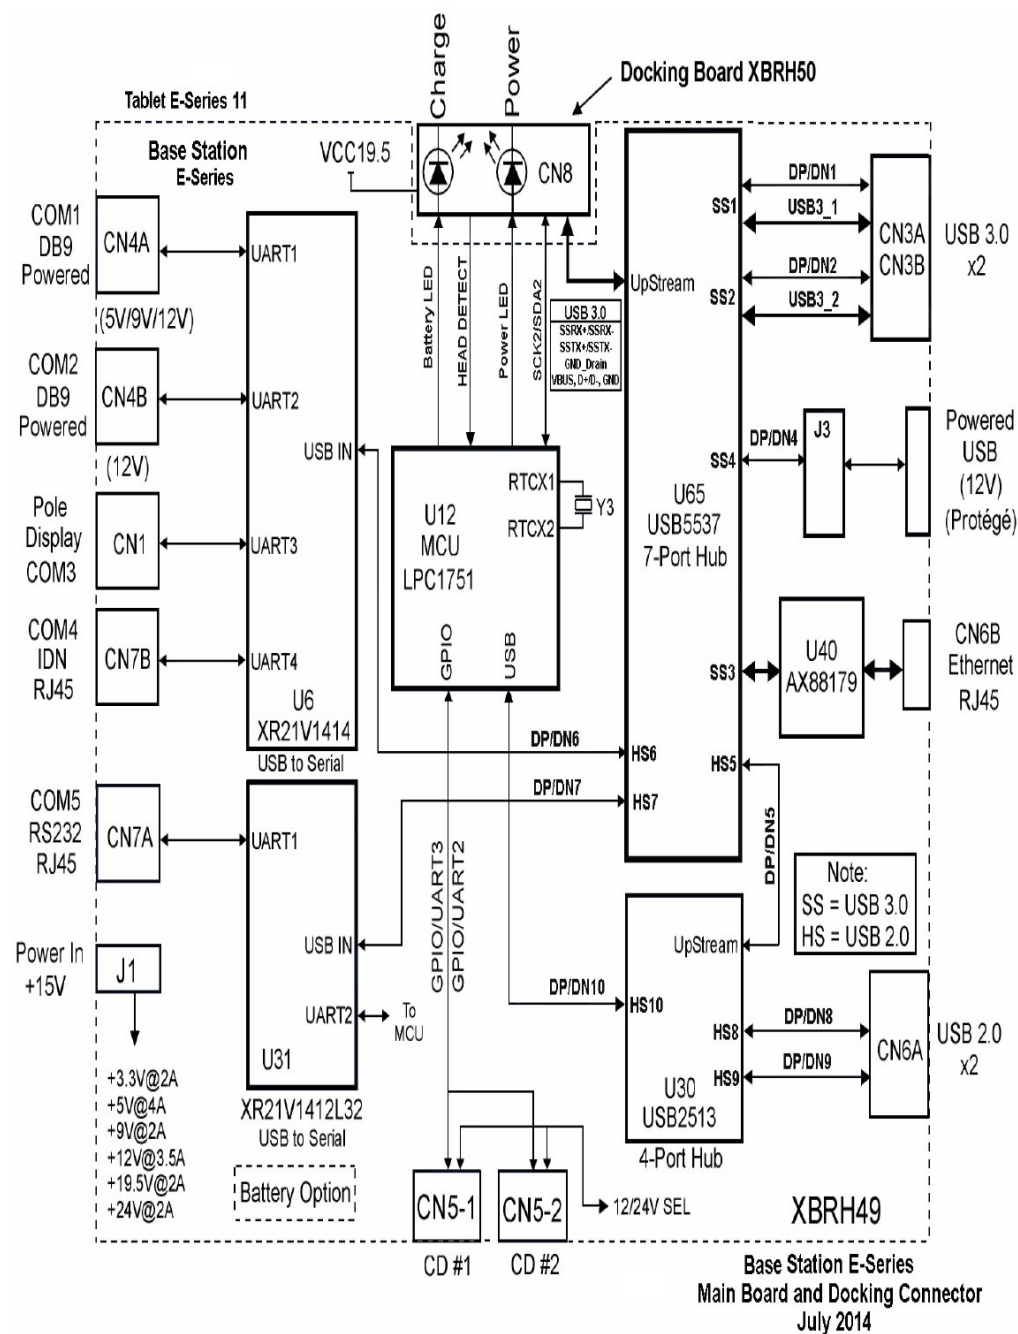 Charge
Power
Docking Board XBRH50
Tablet E-Series 11
Base Station
E-Series
VCC19.5
CN8
COM1
DB9
Powered
CN4A
(5V/9V/12V)
UART1
COM2
DB9
Powered
CN4B
(12V)
UART2
USB IN
Pole
Display
COM3
CN1
UART3
COM4
IDN
RJ45
CN7B
UART4
U6
XR21V1414
USB to Serial
COM5
RS232
RJ45
CN7A
UART1
USB IN
UART2
To
MCU
U31
XR21V1412L32
USB to Serial
Power In
+15V
J1
+3.3V@2A
+5V@4A
+9V@2A
+12V@3.5A
+19.5V@2A
+24V@2A
Battery Option
Battery LED
HEAD DETECT
Power LED
SCK2/SDA2
USB 3.0
SSRX+/SSRX-
SSTX+/SSTX-
GND_Drain
VBUS, D+/D-, GND
U12
MCU
LPC1751
RTCX1
RTCX2
Y3
GPIO
USB
GPIO/UART3
GPIO/UART2
DP/DN6
DP/DN7
DP/DN10
CN5-1
CN5-2
CD #1
CD #2
12/24V SEL
UpStream
SS1
SS2
SS4
U65
USB5537
7-Port Hub
SS3
HS6
HS5
HS7
DP/DN1
USB3_1
DP/DN2
USB3_2
CN3A
CN3B
USB 3.0
x2
DP/DN4
J3
Powered
USB
(12V)
(Protégé)
U40
AX88179
CN6B
Ethernet
RJ45
DP/DN5
Note:
SS = USB 3.0
HS = USB 2.0
UpStream
HS10
HS8
HS9
U30
USB2513
4-Port Hub
DP/DN8
DP/DN9
CN6A
USB 2.0
x2
XBRH49
Base Station E-Series
Main Board and Docking Connector
July 2014